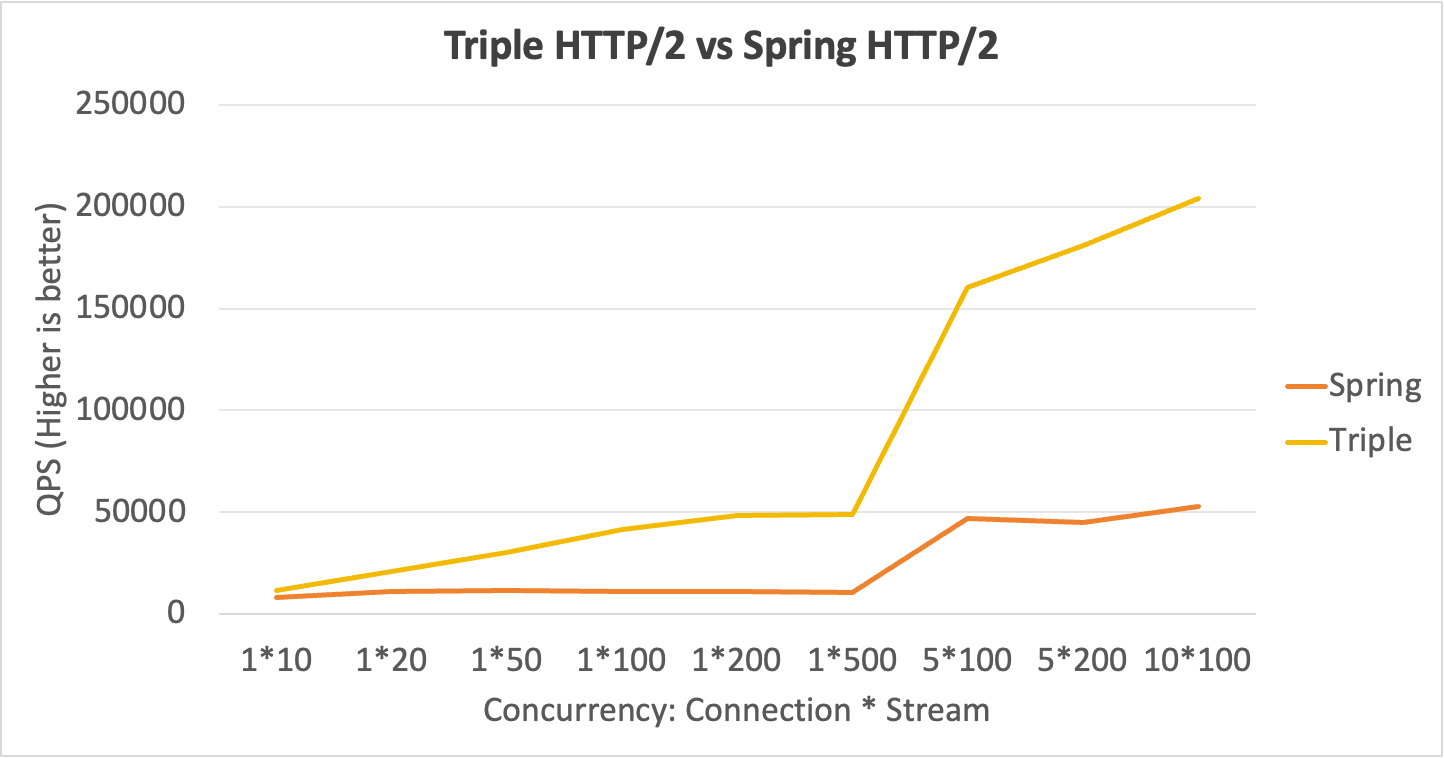 Triple HTTP/2 vs Spring HTTP/2
250000
200000
150000
100000
50000
0
QPS (Higher is better)
1*10 1*20 1*50 1*100 1*200 1*500 5*100 5*200 10*100
Concurrency: Connection * Stream
Spring
Triple